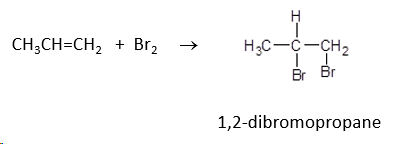 H
CH₃CH=CH₂ + Br₂ → H₃C—C—CH₂
Br Br
1,2-dibromopropane